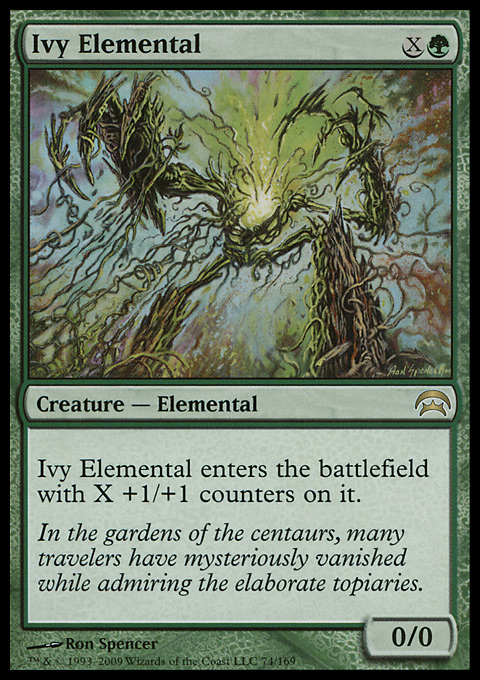 Ivy Elemental X
Ron Spencer
Creature — Elemental
Ivy Elemental enters the battlefield
with X +1/+1 counters on it.
In the gardens of the centaurs, many
travelers have mysteriously vanished
while admiring the elaborate topiaries.
Ron Spencer
0/0
™ & © 1993-2009 Wizards of the Coast LLC 74/169